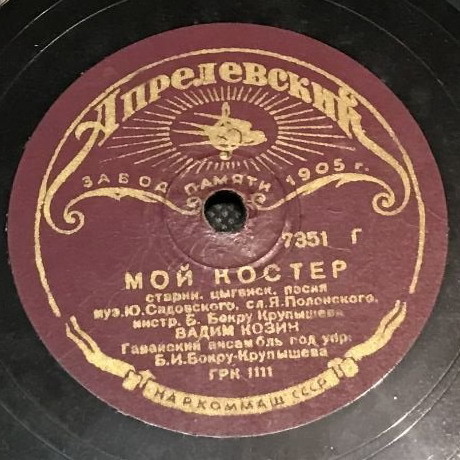 Апрелевский
ЗАВОД ПАМЯТИ 1905 г.
7351 Г
МОЙ КОСТЕР
старин. цыганск. песня
муз. Ю. Садовского, сл. Я. Полонского.
инстр. Б. Бокру Крупышева
ВАДИМ КОЗИН
Гавайский ансамбль под упр.
Б. И. Бокру-Крупышева
ГРК 1111
НАРКОММАШ СССР